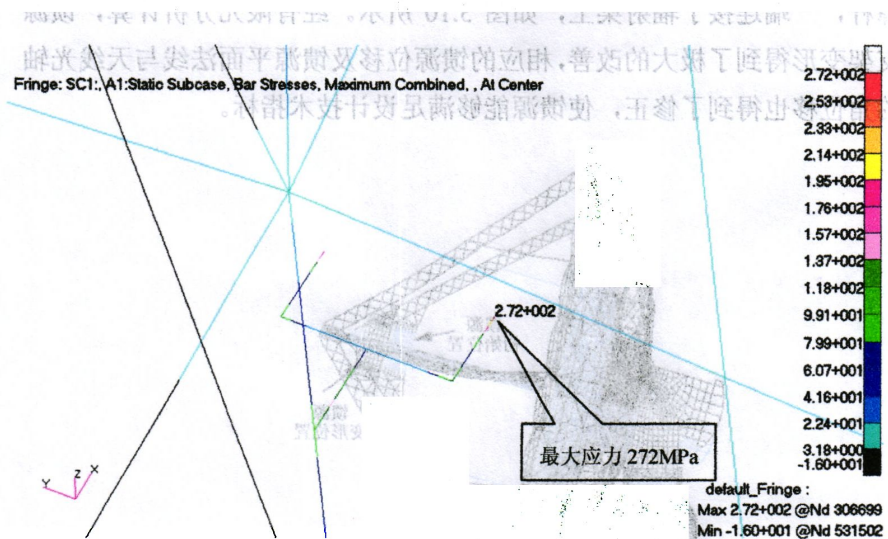 Fringe: SC1:, A1:Static Subcase, Bar Stresses, Maximum Combined, , At Center
2.72+002
2.53+002
2.33+002
2.14+002
1.95+002
1.76+002
1.57+002
1.37+002
1.18+002
9.91+001
7.99+001
6.07+001
4.16+001
2.24+001
3.18+000
-1.60+001
2.72+002
最大应力 272MPa
Y
Z
X
default_Fringe :
Max 2.72+002 @Nd 306699
Min -1.60+001 @Nd 531502